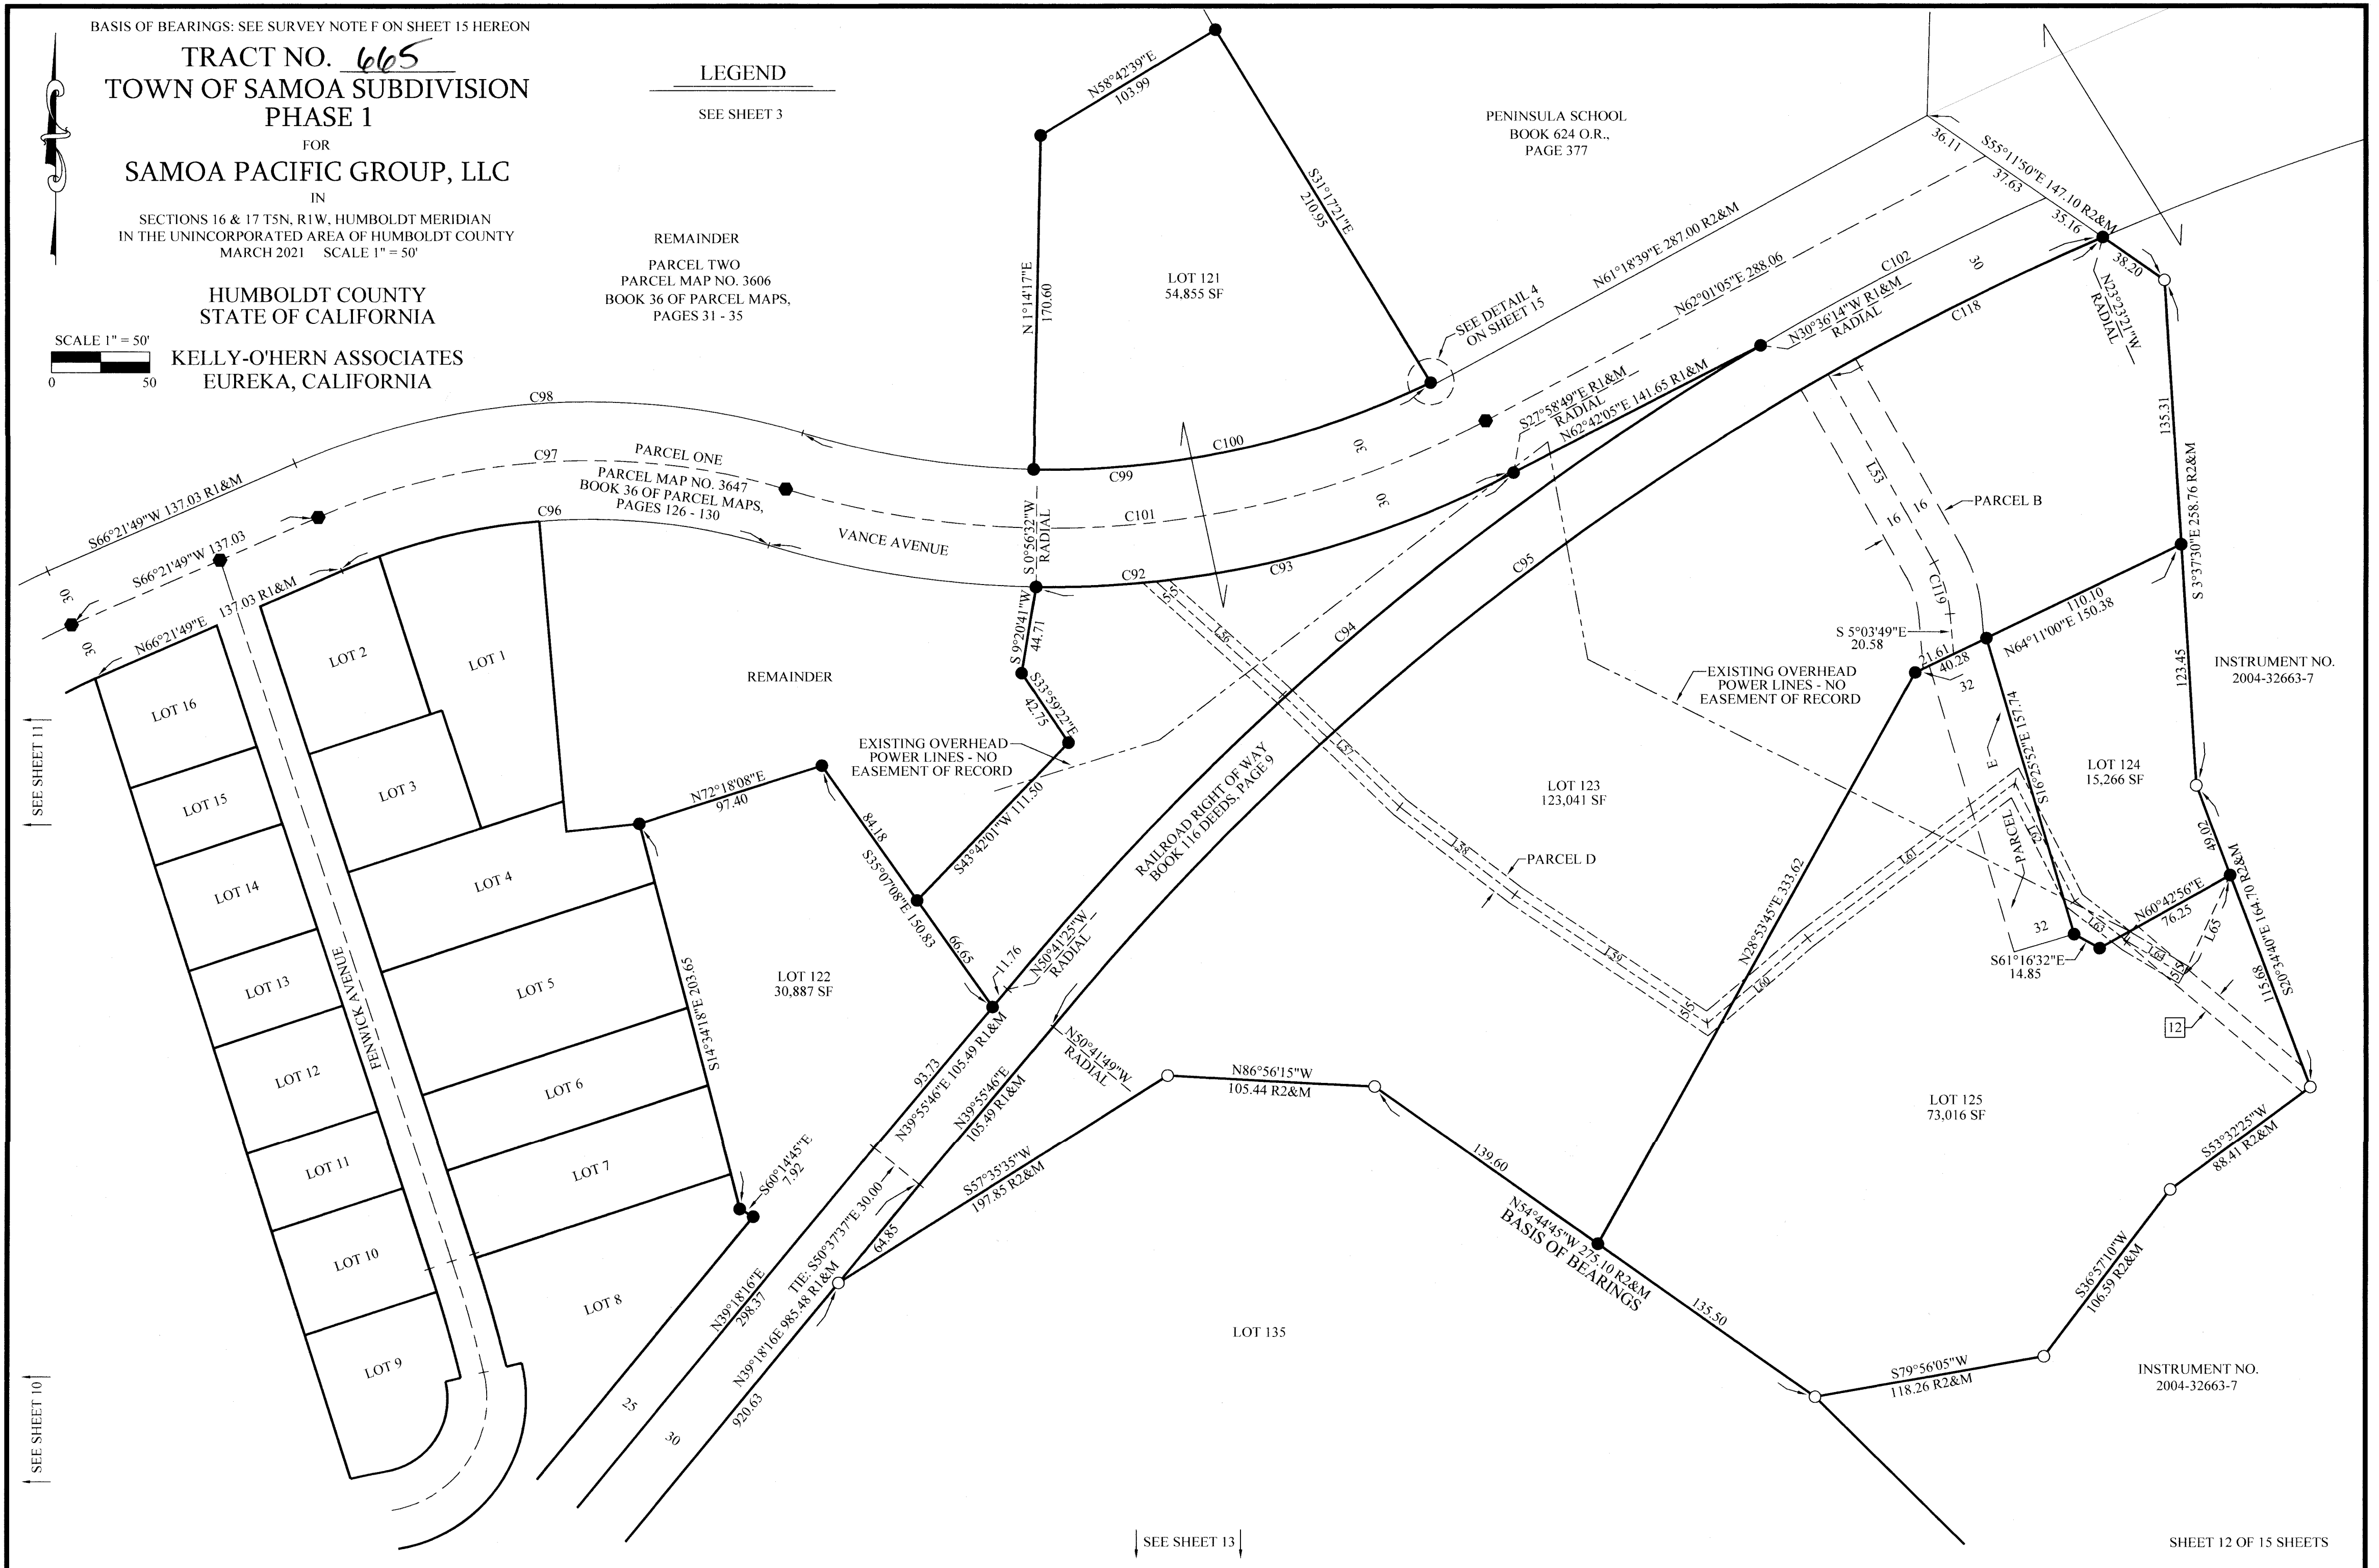 BASIS OF BEARINGS: SEE SURVEY NOTE F ON SHEET 15 HEREON
TRACT NO. 665
TOWN OF SAMOA SUBDIVISION
PHASE 1
FOR
SAMOA PACIFIC GROUP, LLC
IN
SECTIONS 16 & 17 T5N, R1W, HUMBOLDT MERIDIAN
IN THE UNINCORPORATED AREA OF HUMBOLDT COUNTY
MARCH 2021 SCALE 1" = 50'
HUMBOLDT COUNTY
STATE OF CALIFORNIA
SCALE 1" = 50'
0 50
KELLY-O'HERN ASSOCIATES
EUREKA, CALIFORNIA
LEGEND
SEE SHEET 3
REMAINDER
PARCEL TWO
PARCEL MAP NO. 3606
BOOK 36 OF PARCEL MAPS,
PAGES 31 - 35
N58°42'39"E
103.99
N 1°14'17"E
170.60
S31°17'21"E
210.95
LOT 121
54,855 SF
PENINSULA SCHOOL
BOOK 624 O.R.,
PAGE 377
SEE DETAIL 4
ON SHEET 15
N61°18'39"E 287.00 R2&M
N62°01'05"E 288.06
36.11
S55°11'50"E 147.10 R2&M
37.63
35.16
38.20
C102
30
C118
N23°23'21"W
RADIAL
N30°36'14"W R1&M
RADIAL
S27°58'49"E R1&M
RADIAL
N62°42'05"E 141.65 R1&M
C98
C97
C96
PARCEL ONE
PARCEL MAP NO. 3647
BOOK 36 OF PARCEL MAPS,
PAGES 126 - 130
VANCE AVENUE
C99
C100
C101
30
30
C92
C93
S 0°56'32"W
RADIAL
S66°21'49"W 137.03 R1&M
S66°21'49"W 137.03
N66°21'49"E 137.03 R1&M
30
30
S 9°20'41"W
44.71
S33°59'22"E
42.75
L55
L56
L57
L58
L59
L60
L61
C94
C95
L53
16 16
PARCEL B
C119
135.31
S 3°37'30"E 258.76 R2&M
123.45
110.10
N64°11'00"E 150.38
S 5°03'49"E
20.58
21.61
40.28
32
EXISTING OVERHEAD
POWER LINES - NO
EASEMENT OF RECORD
INSTRUMENT NO.
2004-32663-7
LOT 2
LOT 1
LOT 16
LOT 15
LOT 14
LOT 13
LOT 12
LOT 11
LOT 10
LOT 9
LOT 3
LOT 4
LOT 5
LOT 6
LOT 7
LOT 8
FENWICK AVENUE
REMAINDER
EXISTING OVERHEAD
POWER LINES - NO
EASEMENT OF RECORD
SEE SHEET 11
SEE SHEET 10
N72°18'08"E
97.40
84.18
S35°07'08"E 150.83
66.65
S43°42'01"W 111.50
11.76
N50°41'25"W
RADIAL
RAILROAD RIGHT OF WAY
BOOK 116 DEEDS, PAGE 9
LOT 123
123,041 SF
PARCEL D
N28°53'45"E 333.62
PARCEL E
S16°25'52"E 157.74
L62
L63
L64
L65
LOT 124
15,266 SF
49.02
S20°34'40"E 164.70 R2&M
115.68
N60°42'56"E
76.25
32
S61°16'32"E
14.85
5.5
5.5
12
S14°34'18"E 203.65
LOT 122
30,887 SF
S60°14'45"E
7.92
93.73
N39°55'46"E 105.49 R1&M
N39°55'46"E
105.49 R1&M
N50°41'49"W
RADIAL
TIE: S50°37'37"E 30.00
64.85
N39°18'16"E
298.37
N39°18'16E 985.48 R1&M
920.63
25
30
S57°35'35"W
197.85 R2&M
N86°56'15"W
105.44 R2&M
139.60
N54°44'45"W 275.10 R2&M
BASIS OF BEARINGS
135.50
LOT 125
73,016 SF
S53°32'25"W
88.41 R2&M
S36°57'10"W
106.59 R2&M
S79°56'05"W
118.26 R2&M
LOT 135
INSTRUMENT NO.
2004-32663-7
SEE SHEET 13
SHEET 12 OF 15 SHEETS